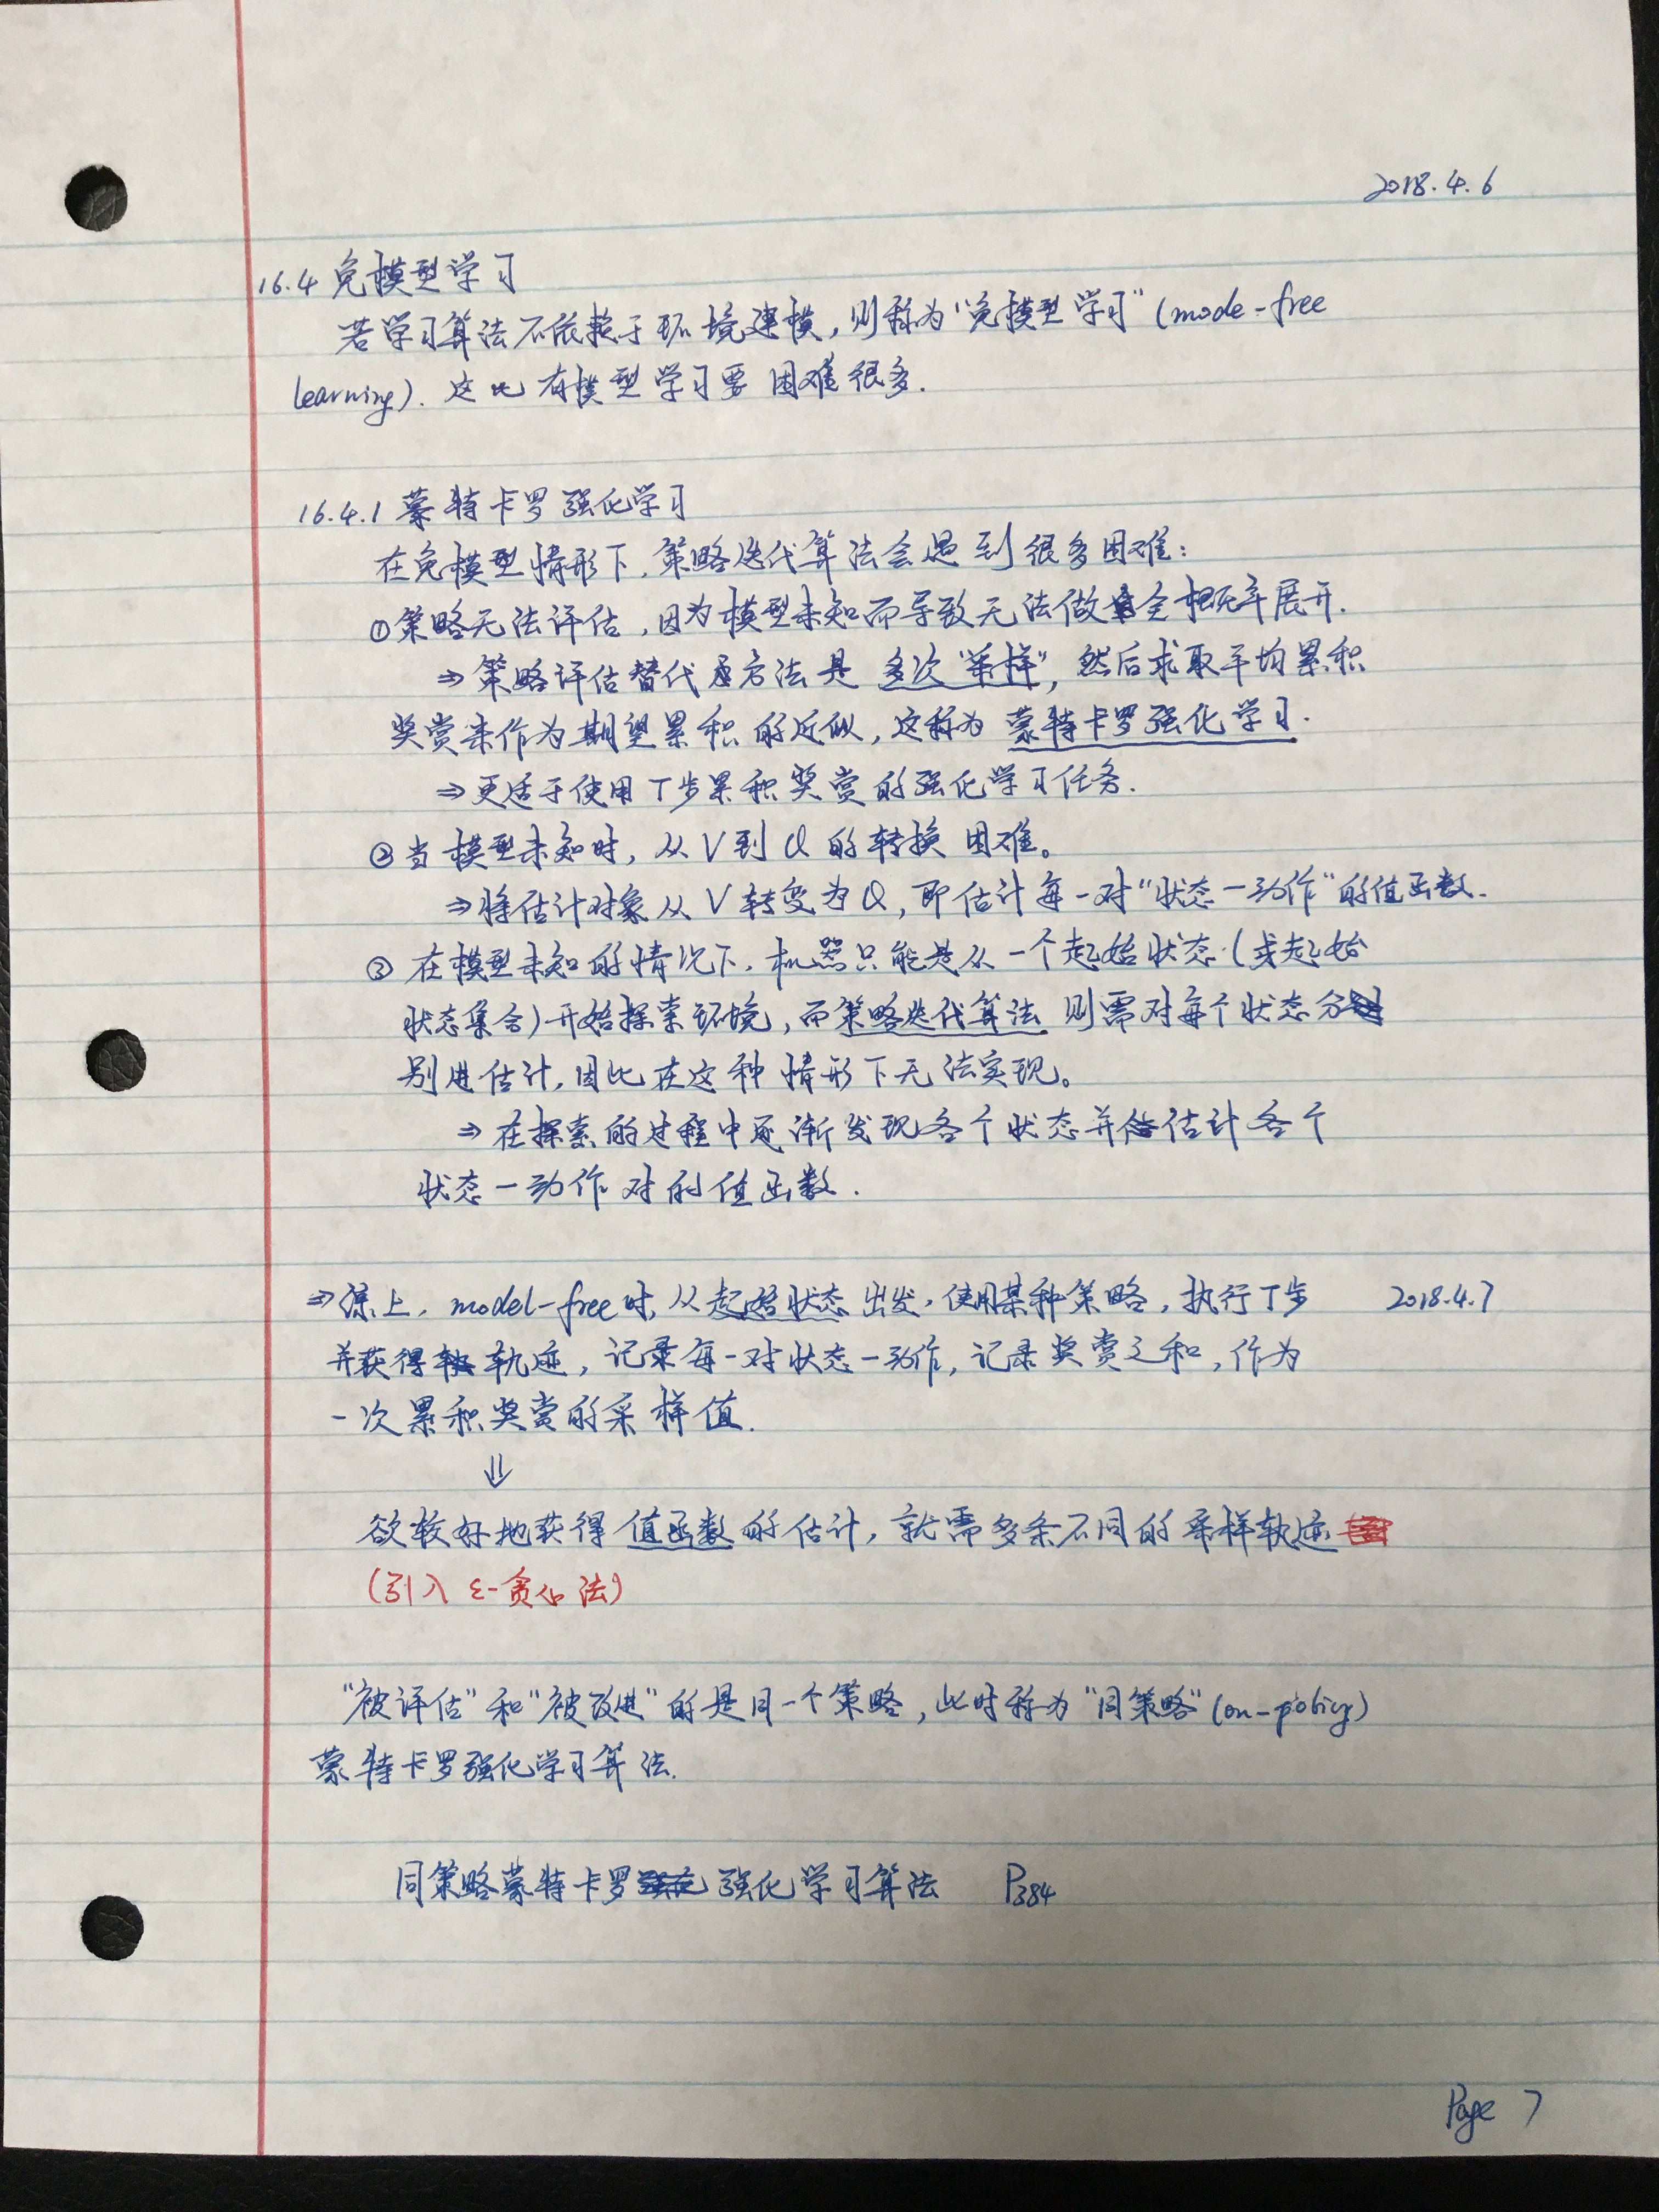 2018.4.6
16.4 免模型学习
若学习算法不依赖于环境建模,则称为"免模型学习"(mode-free
learning). 这比有模型学习要困难很多.
16.4.1 蒙特卡罗强化学习
在免模型情形下,策略迭代算法会遇到很多困难:
①策略无法评估,因为模型未知而导致无法做全概率展开.
⇒策略评估替代方法是多次"采样",然后求取平均累积
奖赏来作为期望累积的近似,这称为蒙特卡罗强化学习.
⇒更适于使用T步累积奖赏的强化学习任务.
②当模型未知时,从V到Q的转换困难。
⇒将估计对象从V转变为Q,即估计每一对"状态-动作"的值函数.
③在模型未知的情况下,机器只能是从一个起始状态(或起始
状态集合)开始探索环境,而策略迭代算法则需对每个状态分
别进估计,因此在这种情形下无法实现。
⇒在探索的过程中逐渐发现各个状态并估计各个
状态-动作对的值函数.
⇒综上, model-free时,从起始状态出发,使用某种策略,执行T步 2018.4.7
并获得轨迹,记录每一对状态-动作,记录奖赏之和,作为
一次累积奖赏的采样值.
⇓
欲较好地获得值函数的估计,就需多条不同的采样轨迹
(引入ε-贪心法)
"被评估"和"被改进"的是同一个策略,此时称为"同策略"(on-policy)
蒙特卡罗强化学习算法.
同策略蒙特卡罗强化学习算法 P384
Page 7